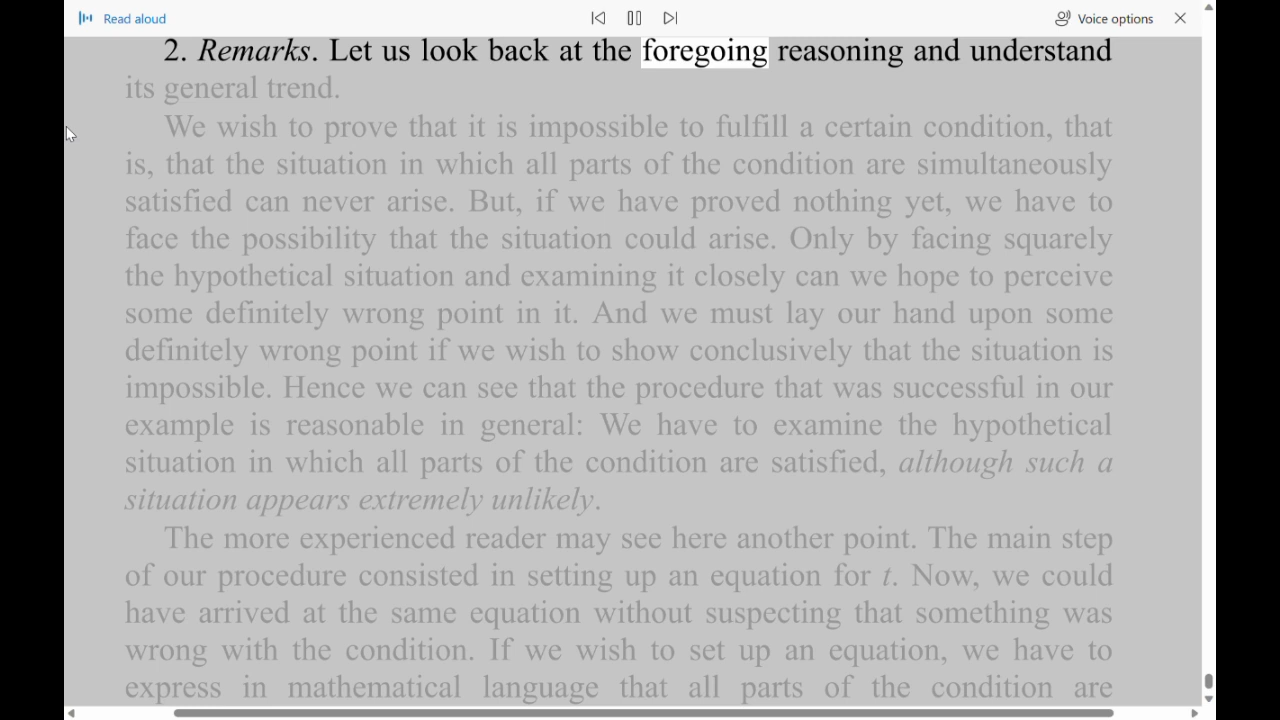 Read aloud
Voice options
2. Remarks. Let us look back at the foregoing reasoning and understand
its general trend.
We wish to prove that it is impossible to fulfill a certain condition, that
is, that the situation in which all parts of the condition are simultaneously
satisfied can never arise. But, if we have proved nothing yet, we have to
face the possibility that the situation could arise. Only by facing squarely
the hypothetical situation and examining it closely can we hope to perceive
some definitely wrong point in it. And we must lay our hand upon some
definitely wrong point if we wish to show conclusively that the situation is
impossible. Hence we can see that the procedure that was successful in our
example is reasonable in general: We have to examine the hypothetical
situation in which all parts of the condition are satisfied, although such a
situation appears extremely unlikely.
The more experienced reader may see here another point. The main step
of our procedure consisted in setting up an equation for t. Now, we could
have arrived at the same equation without suspecting that something was
wrong with the condition. If we wish to set up an equation, we have to
express in mathematical language that all parts of the condition are